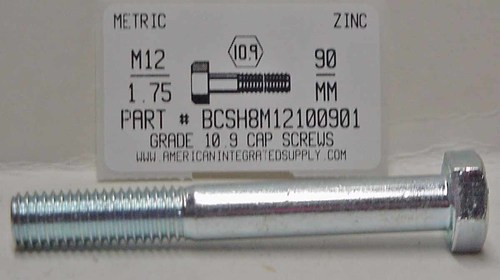 METRIC ZINC
M12 10.9 90
1.75 MM
PART # BCSH8M12100901
GRADE 10.9 CAP SCREWS
WWW.AMERICANINTEGRATEDSUPPLY.COM